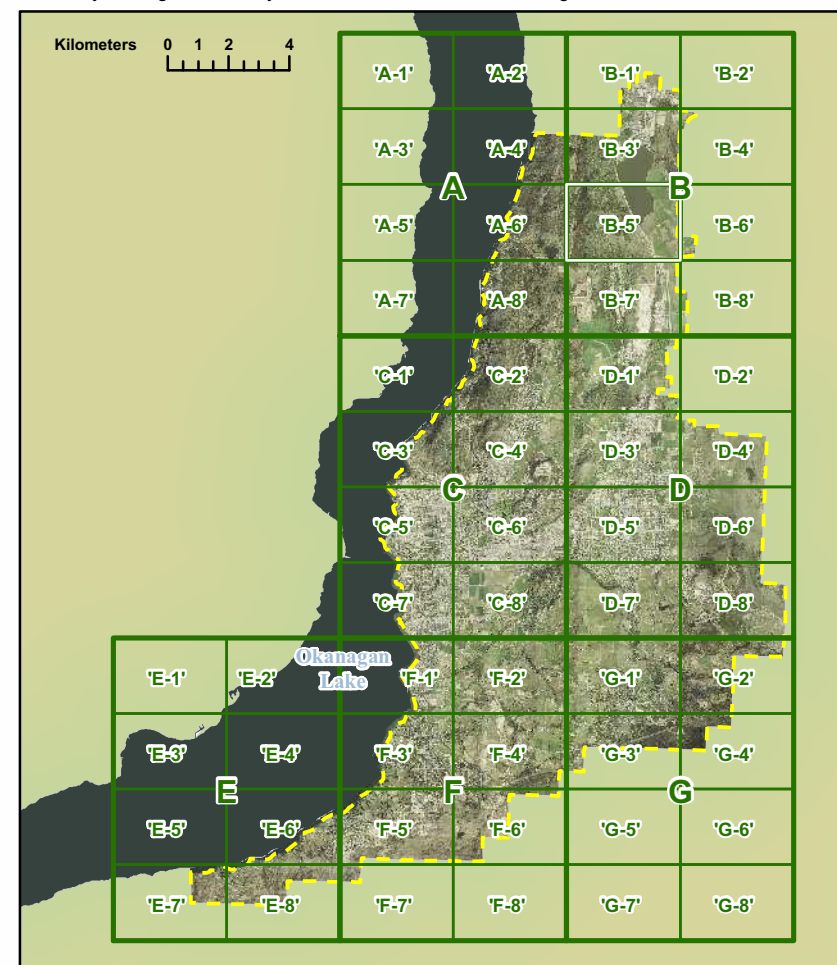 Kilometers 0 1 2 4
'A-1' 'A-2' 'B-1' 'B-2'
'A-3' 'A-4' 'B-3' 'B-4'
A B
'A-5' 'A-6' 'B-5' 'B-6'
'A-7' 'A-8' 'B-7' 'B-8'
'C-1' 'C-2' 'D-1' 'D-2'
'C-3' 'C-4' 'D-3' 'D-4'
C D
'C-5' 'C-6' 'D-5' 'D-6'
'C-7' 'C-8' 'D-7' 'D-8'
Okanagan
Lake
'E-1' 'E-2' 'F-1' 'F-2' 'G-1' 'G-2'
'E-3' 'E-4' 'F-3' 'F-4' 'G-3' 'G-4'
E F G
'E-5' 'E-6' 'F-5' 'F-6' 'G-5' 'G-6'
'E-7' 'E-8' 'F-7' 'F-8' 'G-7' 'G-8'